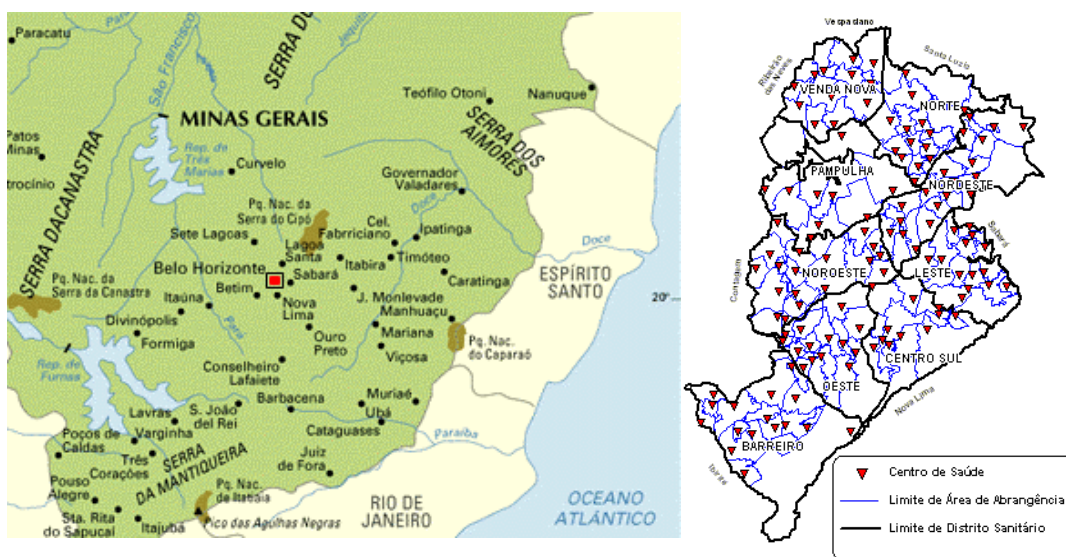 Paracatu
São Francisco
SERRA DO
Jequit
Teófilo Otoni
Nanuque
MINAS GERAIS
SERRA DOS
AIMORÉS
Patos
Minas
trocínio
Rep. de
Três
Marias
Curvelo
Governador
Valadares
SERRA DACANASTRA
Pq. Nac. da
Serra do Cipó
Doce
Sete Lagoas
Cel.
Fabrriciano
Ipatinga
Lagoa
Santa
Itabira
Timóteo
Doce
Pq. Nac. da
Serra da Canastra
Belo Horizonte
Sabará
Caratinga
ESPÍRITO
SANTO
Betim
Nova
Lima
J. Monlevade
Manhuaçu
20°
Itaúna
Pará
Divinópolis
Formiga
Ouro
Preto
Mariana
Viçosa
Pq. Nac.
do Caparaó
Rep. de
Furnas
Conselheiro
Lafaiete
Barbacena
Muriaé
Lavras
S. João
del Rei
Ubá
Cataguases
Paraíba
Poços de
Caldas
Varginha
Três
Corações
SERRA
DA MANTIQUEIRA
Juiz
de Fora
Pouso
Alegre
Pq. Nac.
de Itatiaia
RIO DE
JANEIRO
OCEANO
ATLÂNTICO
Sta. Rita
do Sapucaí
Itajubá
Pico das Agulhas Negras
Vespasiano
Ribeirão
das Neves
Santa Luzia
VENDA NOVA
NORTE
PAMPULHA
NORDESTE
Sabará
Contagem
NOROESTE
LESTE
CENTRO SUL
OESTE
Nova Lima
BARREIRO
Ibirité
Centro de Saúde
Limite de Área de Abrangência
Limite de Distrito Sanitário